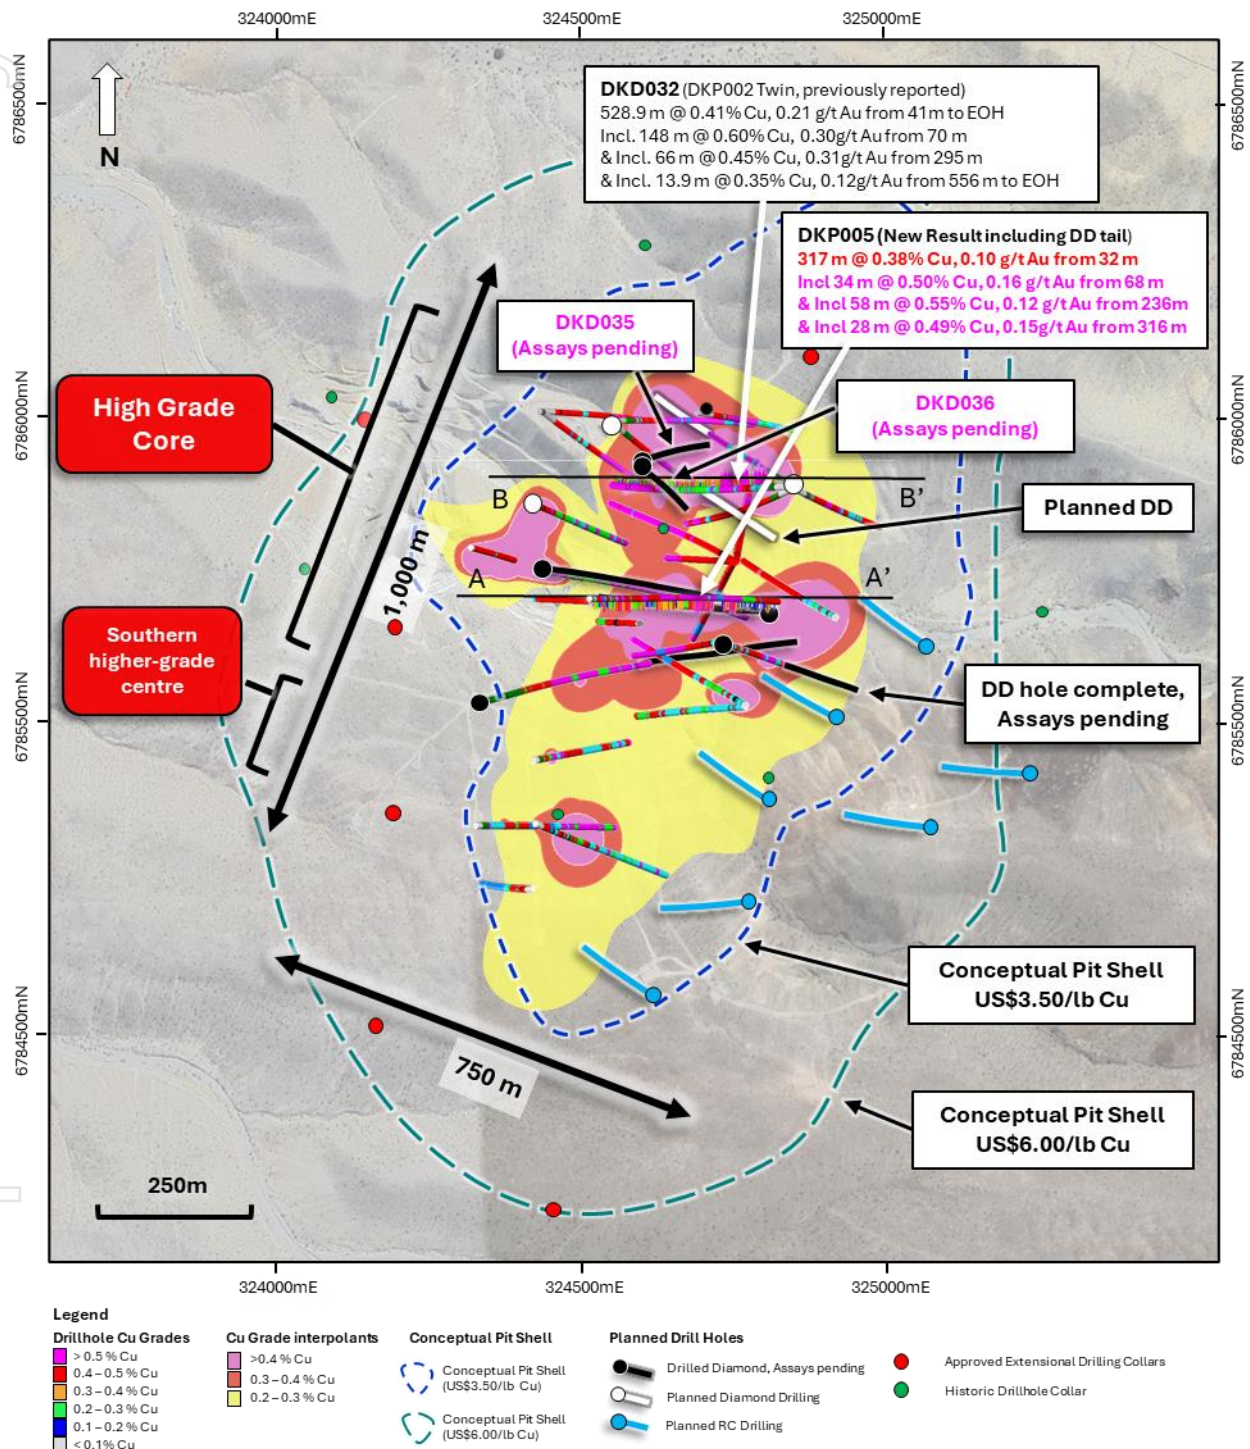 324000mE
324500mE
325000mE
6786500mN
6786500mN
N
DKD032 (DKP002 Twin, previously reported)
528.9 m @ 0.41% Cu, 0.21 g/t Au from 41m to EOH
Incl. 148 m @ 0.60% Cu, 0.30g/t Au from 70 m
& Incl. 66 m @ 0.45% Cu, 0.31g/t Au from 295 m
& Incl. 13.9 m @ 0.35% Cu, 0.12g/t Au from 556 m to EOH
DKP005 (New Result including DD tail)
317 m @ 0.38% Cu, 0.10 g/t Au from 32 m
Incl 34 m @ 0.50% Cu, 0.16 g/t Au from 68 m
& Incl 58 m @ 0.55% Cu, 0.12 g/t Au from 236m
& Incl 28 m @ 0.49% Cu, 0.15g/t Au from 316 m
DKD035
(Assays pending)
6786000mN
6786000mN
High Grade
Core
DKD036
(Assays pending)
B
B'
Planned DD
1,000 m
A
A'
Southern
higher-grade
centre
DD hole complete,
Assays pending
6785500mN
6785500mN
Conceptual Pit Shell
US$3.50/lb Cu
6784500mN
6784500mN
750 m
Conceptual Pit Shell
US$6.00/lb Cu
250m
324000mE
324500mE
325000mE
Legend
Drillhole Cu Grades
> 0.5 % Cu
0.4 – 0.5 % Cu
0.3 – 0.4 % Cu
0.2 – 0.3 % Cu
0.1 – 0.2 % Cu
< 0.1% Cu
Cu Grade interpolants
>0.4 % Cu
0.3 – 0.4 % Cu
0.2 – 0.3 % Cu
Conceptual Pit Shell
Conceptual Pit Shell
(US$3.50/lb Cu)
Conceptual Pit Shell
(US$6.00/lb Cu)
Planned Drill Holes
Drilled Diamond, Assays pending
Planned Diamond Drilling
Planned RC Drilling
Approved Extensional Drilling Collars
Historic Drillhole Collar